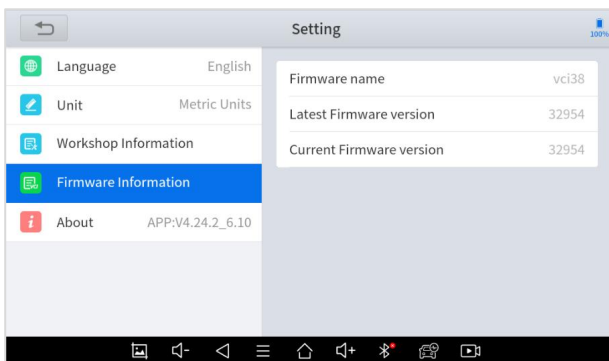 Setting
100%
Language English
Unit Metric Units
Workshop Information
Firmware Information
About APP:V4.24.2_6.10
Firmware name vci38
Latest Firmware version 32954
Current Firmware version 32954